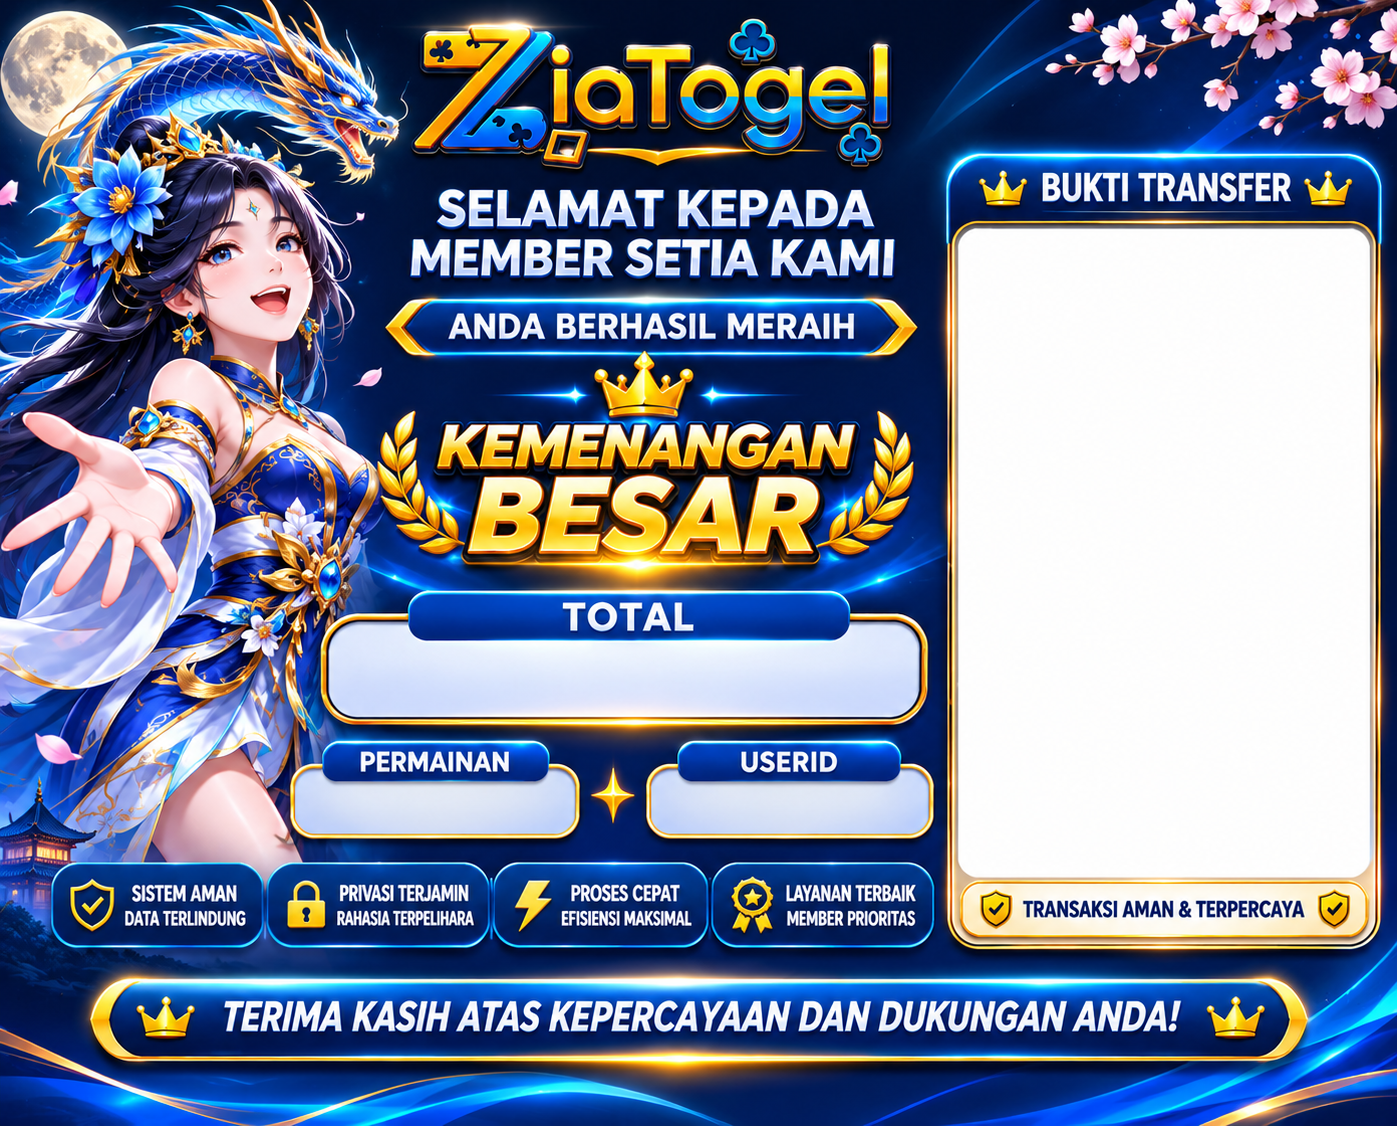 ZiaTogel
SELAMAT KEPADA
MEMBER SETIA KAMI
ANDA BERHASIL MERAIH
KEMENANGAN
BESAR
TOTAL
PERMAINAN
USERID
BUKTI TRANSFER
TRANSAKSI AMAN & TERPERCAYA
SISTEM AMAN
DATA TERLINDUNG
PRIVASI TERJAMIN
RAHASIA TERPELIHARA
PROSES CEPAT
EFISIENSI MAKSIMAL
LAYANAN TERBAIK
MEMBER PRIORITAS
TERIMA KASIH ATAS KEPERCAYAAN DAN DUKUNGAN ANDA!